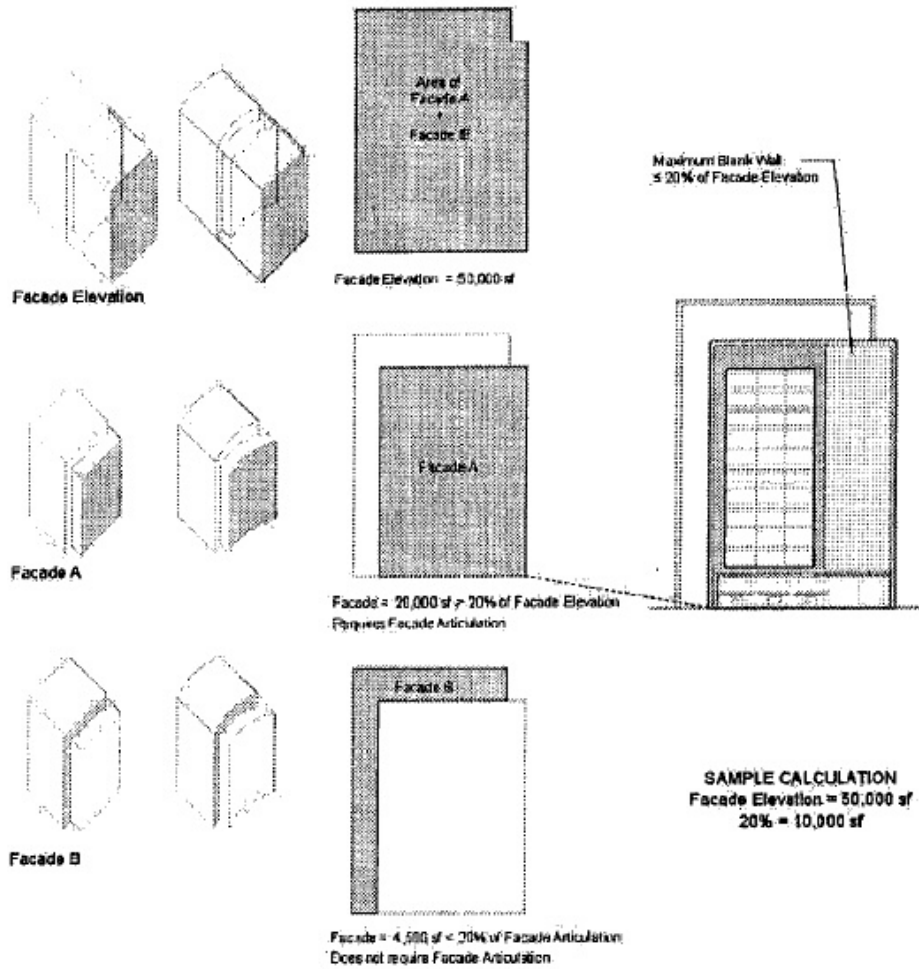 Area of
Facade A
+
Facade B
Maximum Blank Wall
≤ 20% of Facade Elevation
Facade Elevation = 50,000 sf
Facade Elevation
Facade A
Facade A
Facade = 20,000 sf > 20% of Facade Elevation
Requires Facade Articulation
Facade B
SAMPLE CALCULATION
Facade Elevation = 50,000 sf
20% = 10,000 sf
Facade B
Facade = 4,500 sf < 20% of Facade Articulation
Does not require Facade Articulation